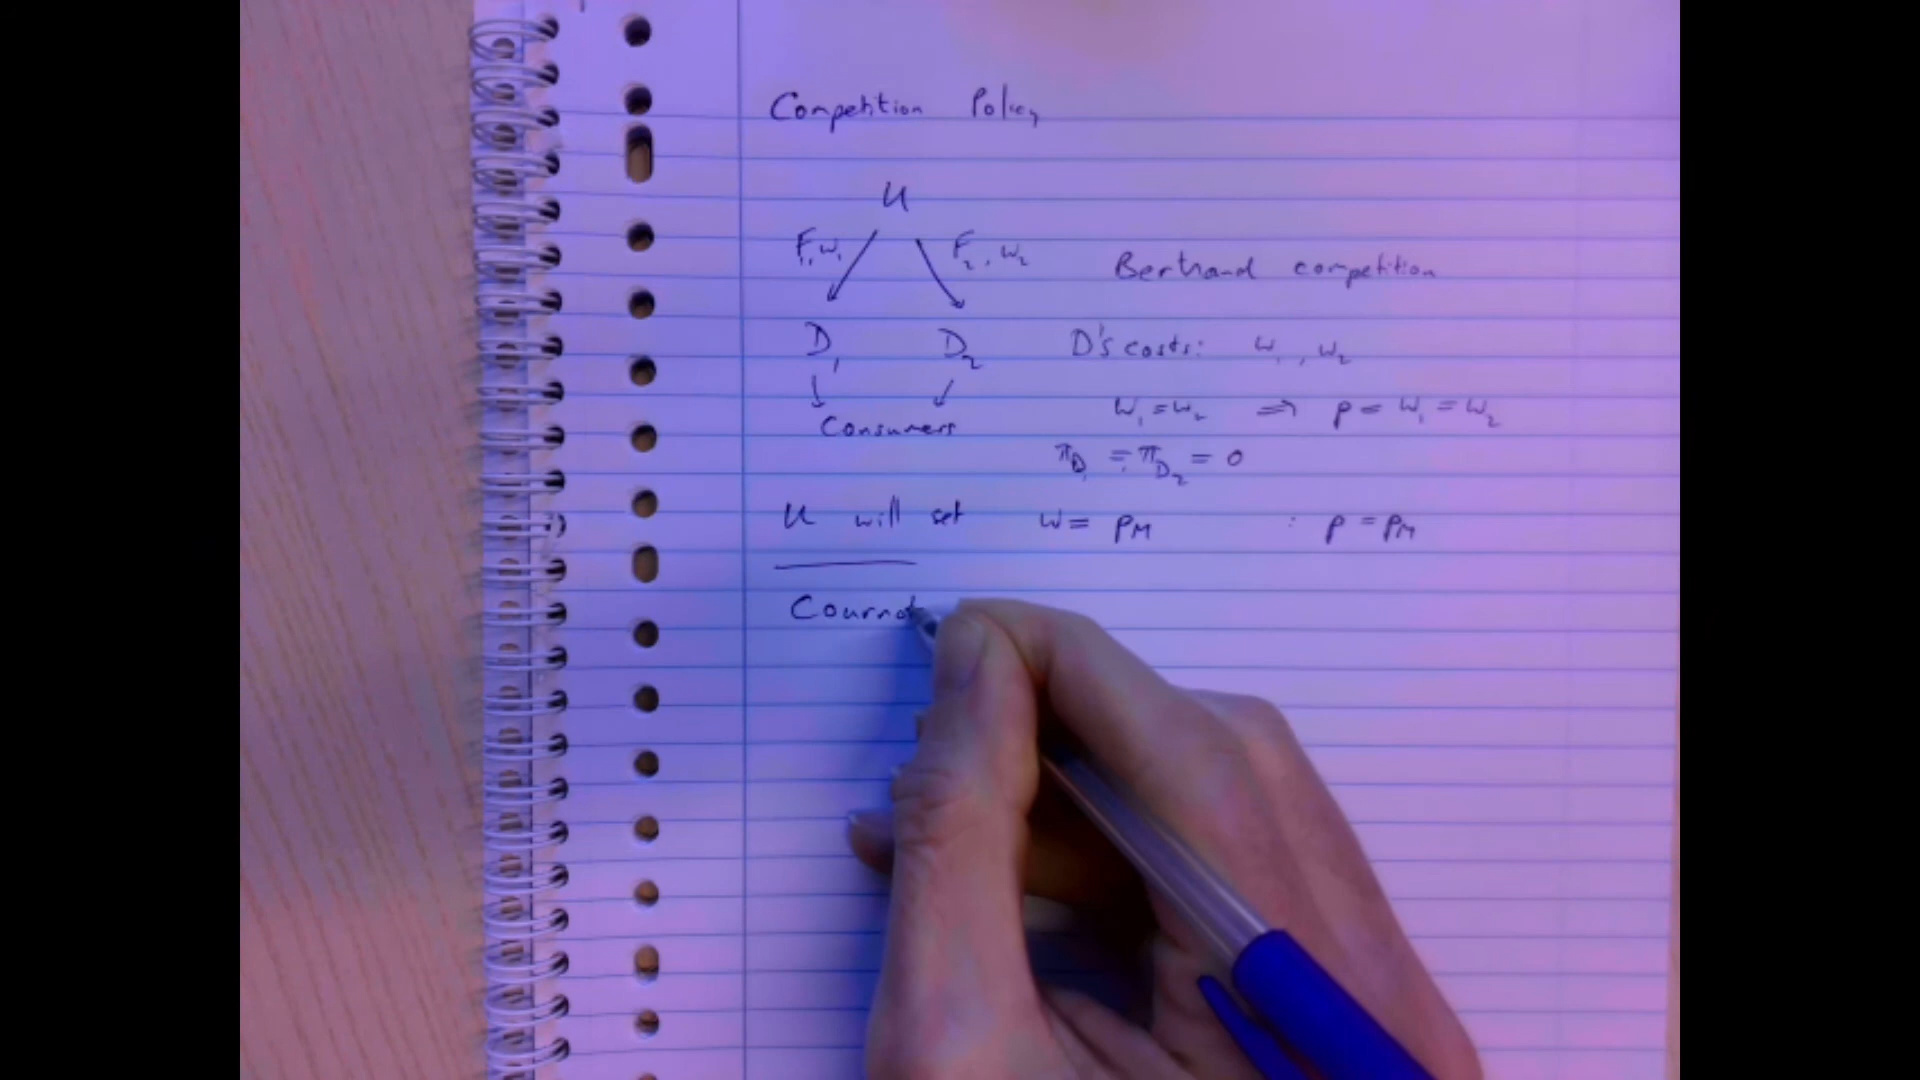 Competition Policy
U
F₁, w₁ F₂, w₂ Bertrand competition
D₁ D₂ D's costs: w₁, w₂
w₁ = w₂ ⇒ p = w₁ = w₂
Consumers
π_D₁ = π_D₂ = 0
U will set w = p_M : p = p_M
Cournot